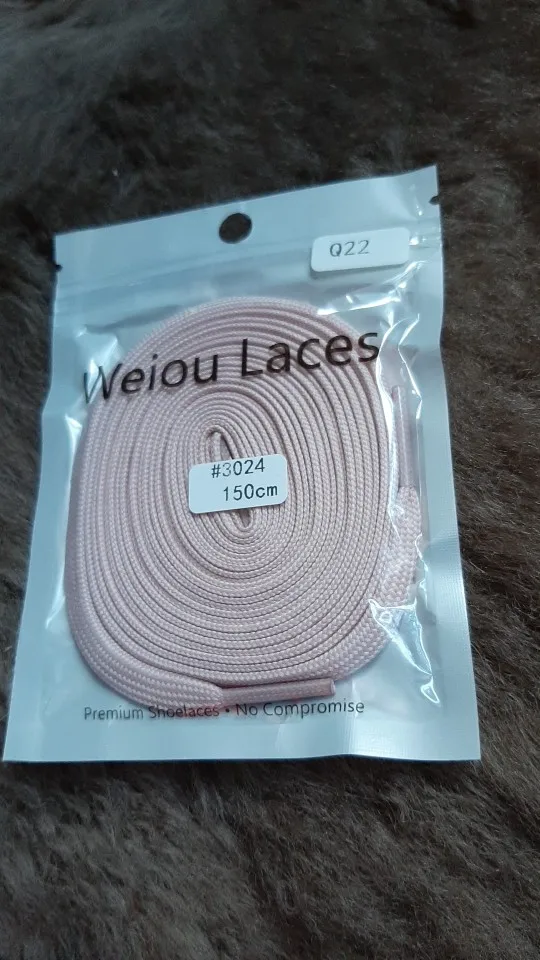 Q22
Weiou Laces
#3024
150cm
Premium Shoelaces • No Compromise